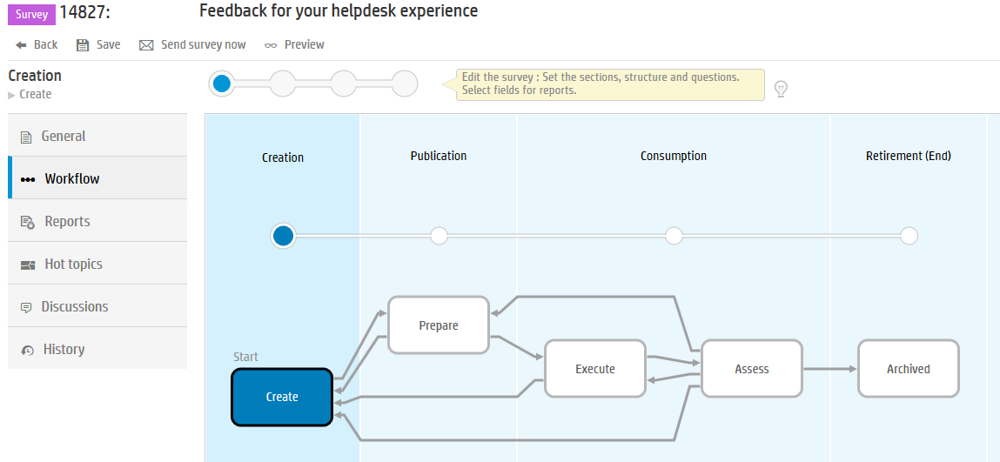 Survey 14827: Feedback for your helpdesk experience
Back Save Send survey now Preview
Creation
Create
Edit the survey : Set the sections, structure and questions.
Select fields for reports.
General
Workflow
Reports
Hot topics
Discussions
History
Creation Publication Consumption Retirement (End)
Prepare
Start
Create
Execute
Assess
Archived